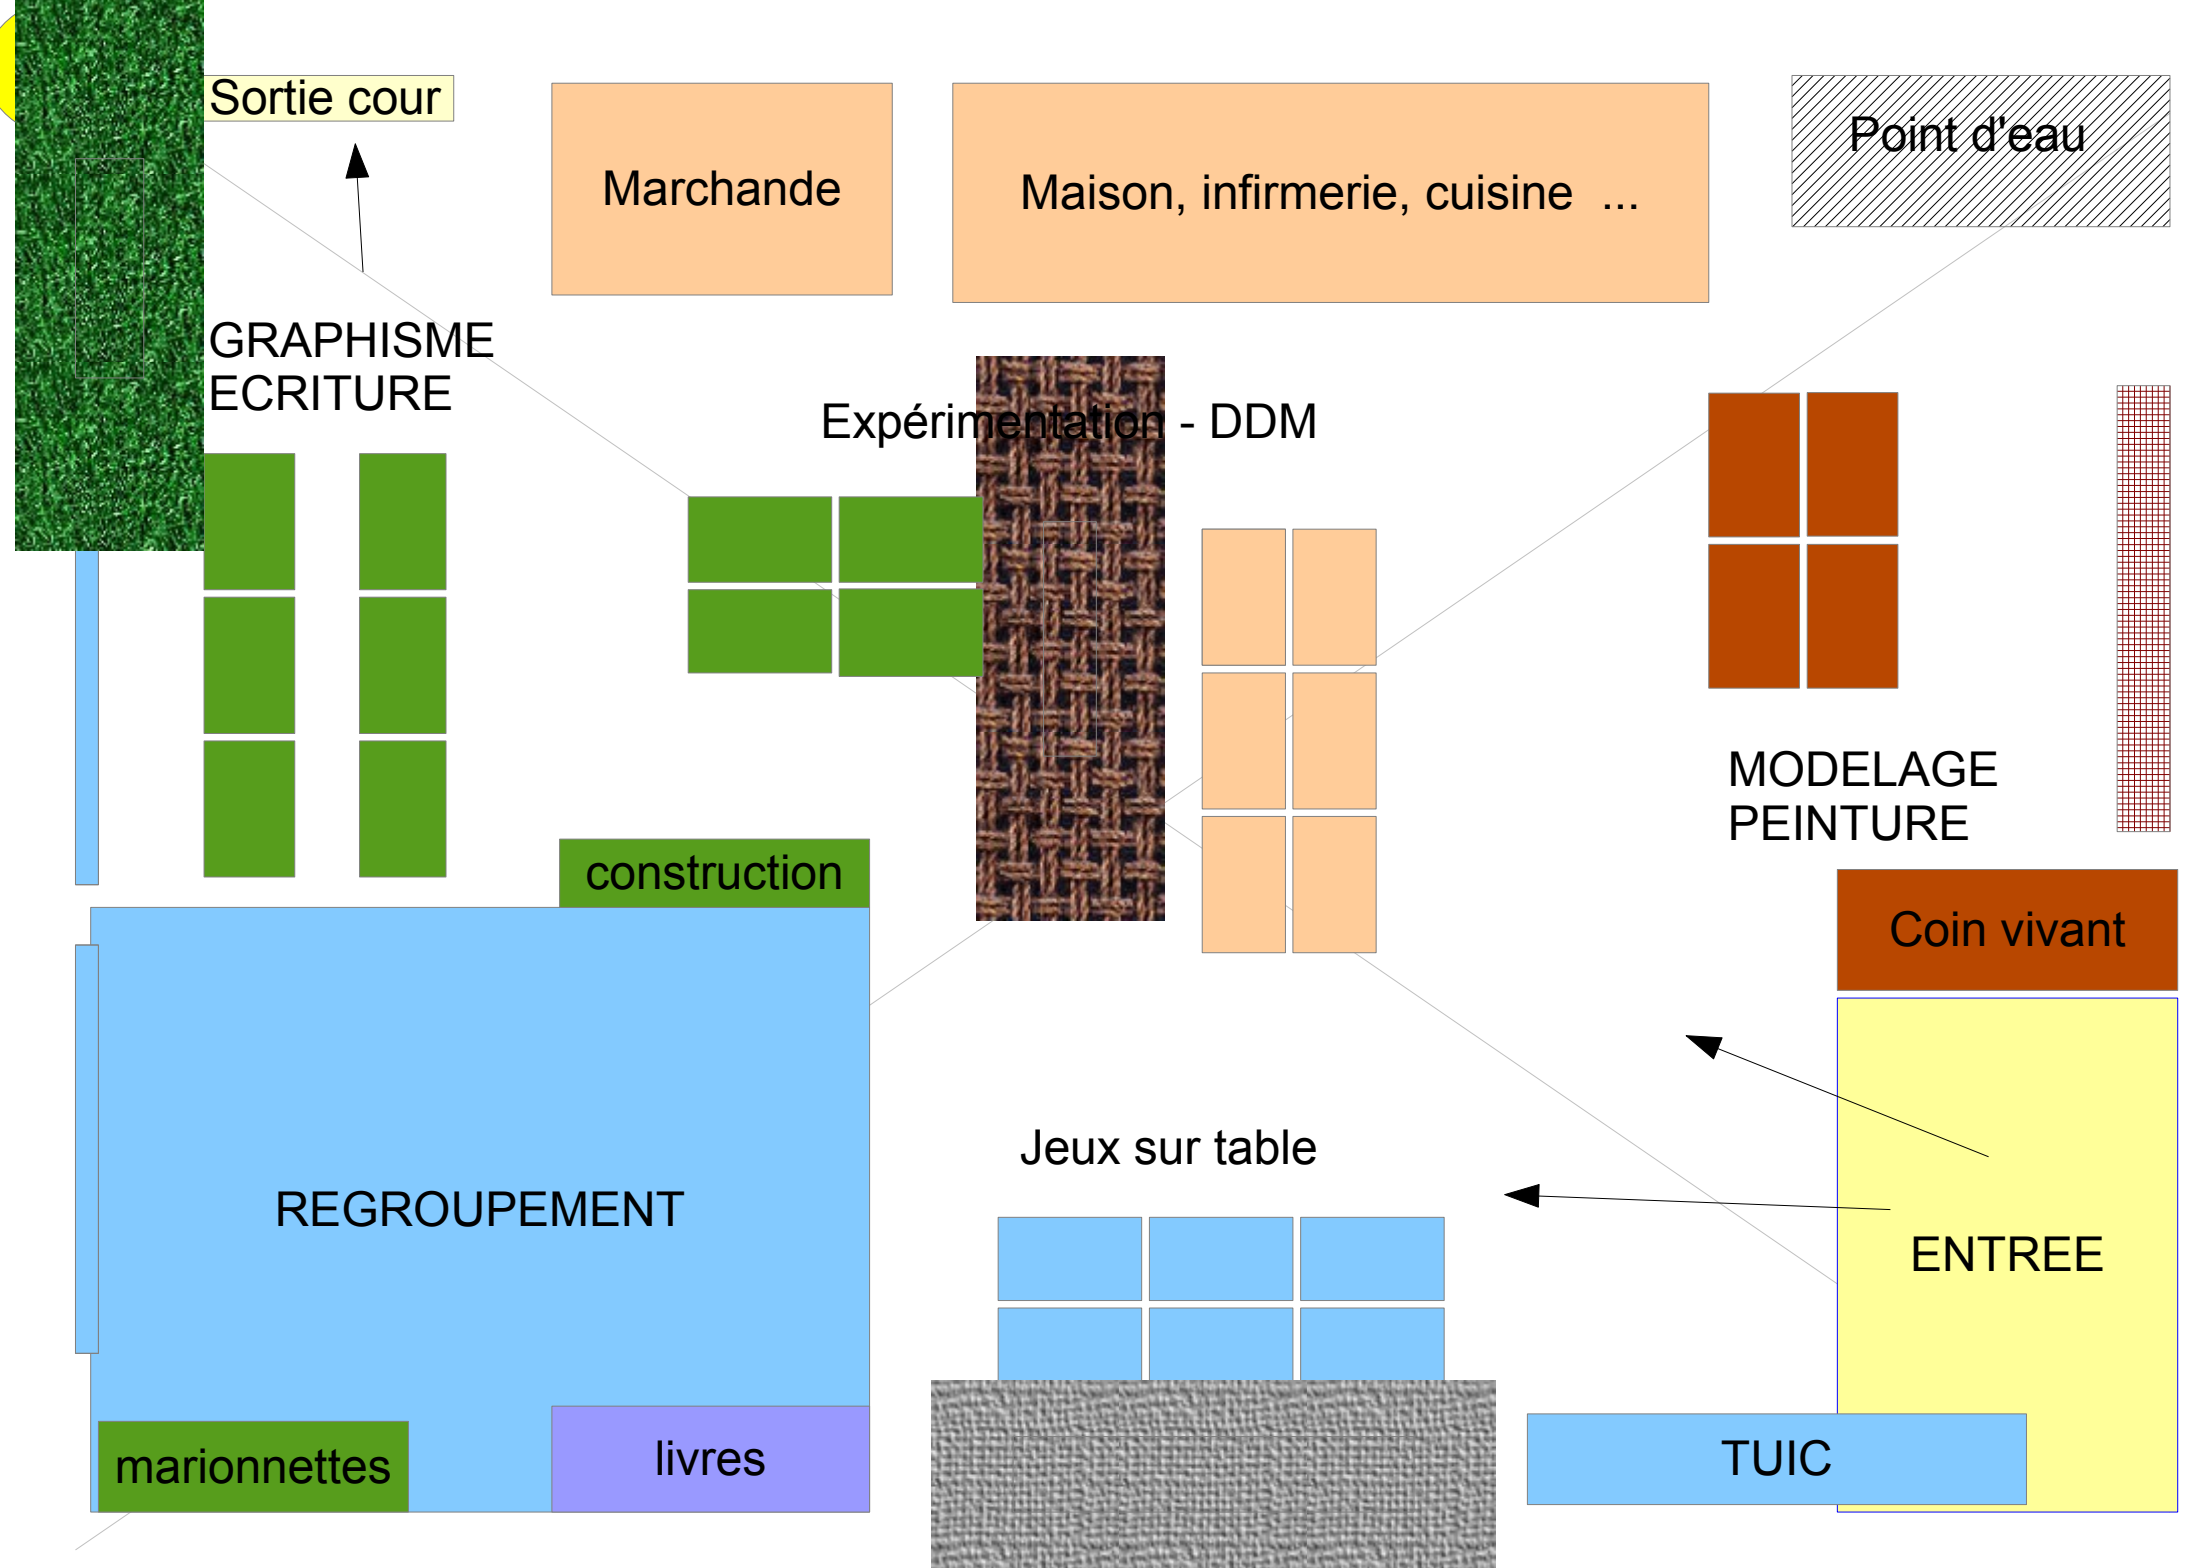 Sortie cour
Marchande
Maison, infirmerie, cuisine ...
Point d'eau
GRAPHISME
ECRITURE
Expérimentation - DDM
MODELAGE
PEINTURE
construction
Coin vivant
Jeux sur table
REGROUPEMENT
ENTREE
marionnettes
livres
TUIC